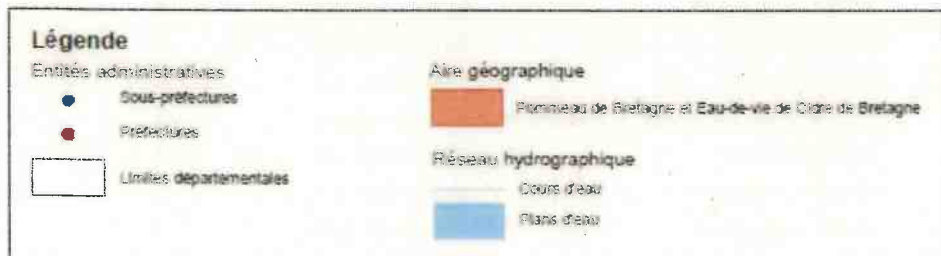 Légende
Entités administratives
Sous-préfectures
Préfectures
Limites départementales
Aire géographique
Pommeau de Bretagne et Eau-de-vie de Cidre de Bretagne
Réseau hydrographique
Cours d'eau
Plans d'eau